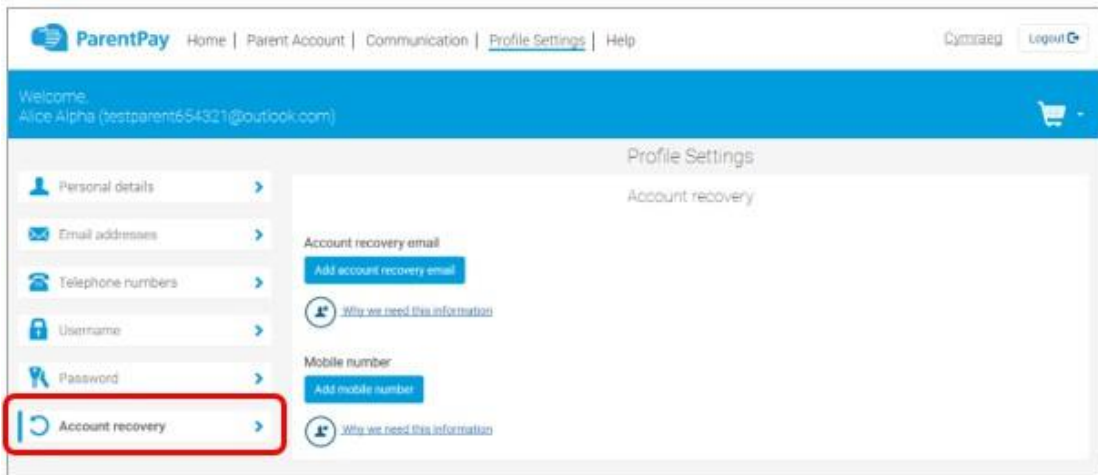 ParentPay Home | Parent Account | Communication | Profile Settings | Help Cymraeg Logout
Welcome,
Alice Alpha (testparent654321@outlook.com)
Profile Settings
Personal details
Account recovery
Email addresses
Account recovery email
Add account recovery email
Telephone numbers
Why we need this information
Username
Mobile number
Password
Add mobile number
Account recovery
Why we need this information